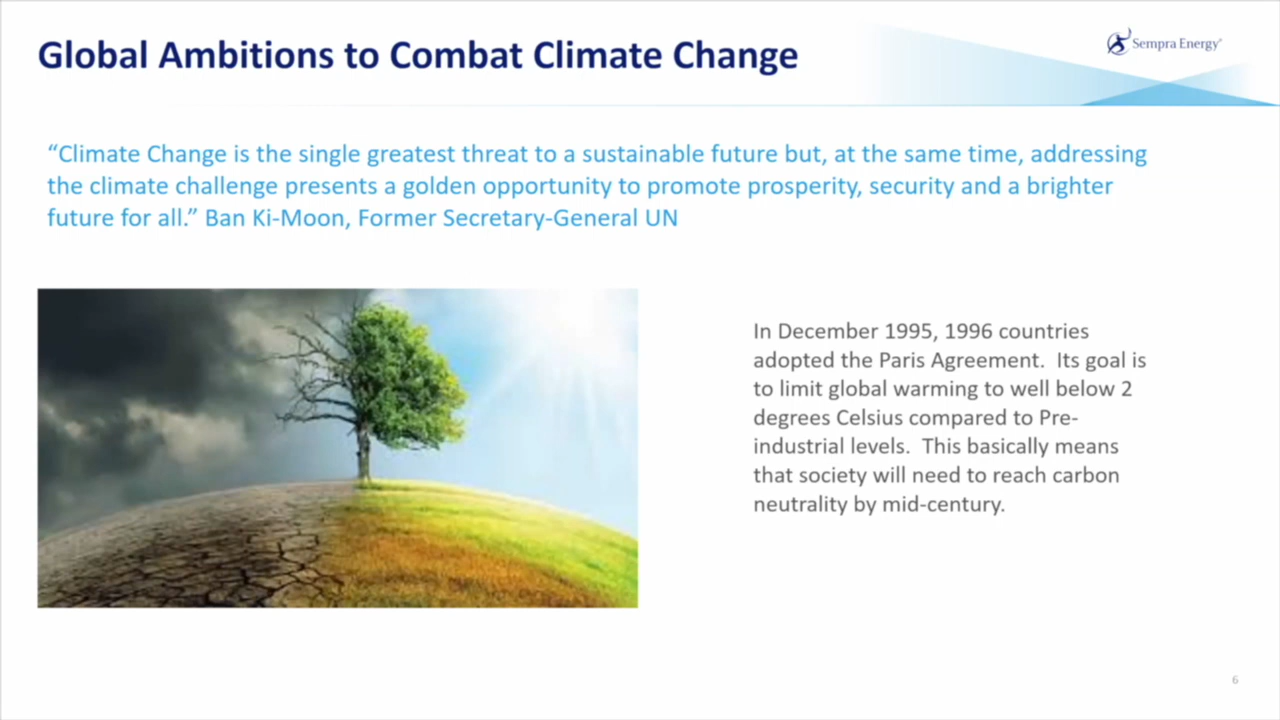 Global Ambitions to Combat Climate Change
Sempra Energy®
“Climate Change is the single greatest threat to a sustainable future but, at the same time, addressing
the climate challenge presents a golden opportunity to promote prosperity, security and a brighter
future for all.” Ban Ki-Moon, Former Secretary-General UN
In December 1995, 1996 countries
adopted the Paris Agreement.  Its goal is
to limit global warming to well below 2
degrees Celsius compared to Pre-
industrial levels.  This basically means
that society will need to reach carbon
neutrality by mid-century.
6